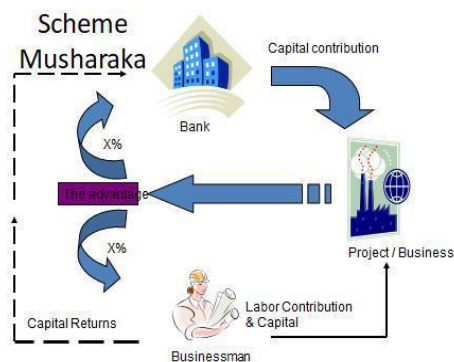 Scheme
Musharaka
Capital contribution
Bank
X%
The advantage
X%
Project / Business
Labor Contribution
& Capital
Capital Returns
Businessman